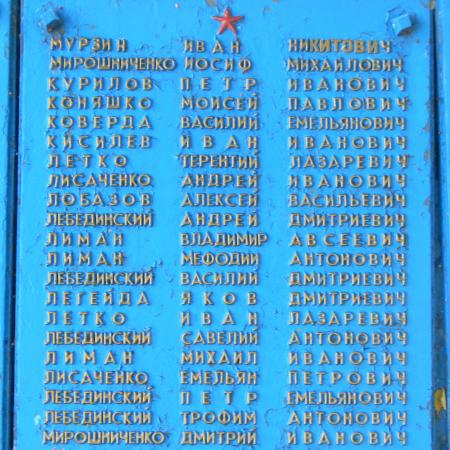 МУРЗИН ИВАН НИКИТОВИЧ
МИРОШНИЧЕНКО ИОСИФ МИХАЙЛОВИЧ
КУРИЛОВ ПЕТР ИВАНОВИЧ
КОНЯШКО МОИСЕЙ ПАВЛОВИЧ
КОВЕРДА ВАСИЛИЙ ЕМЕЛЬЯНОВИЧ
КИСИЛЕВ ИВАН ИВАНОВИЧ
ЛЕТКО ТЕРЕНТИЙ ЛАЗАРЕВИЧ
ЛИСАЧЕНКО АНДРЕЙ ИВАНОВИЧ
ЛОБАЗОВ АЛЕКСЕЙ ВАСИЛЬЕВИЧ
ЛЕБЕДИНСКИЙ АНДРЕЙ ДМИТРИЕВИЧ
ЛИМАН ВЛАДИМИР АВСЕЕВИЧ
ЛИМАН МЕФОДИЙ АНТОНОВИЧ
ЛЕБЕДИНСКИЙ ВАСИЛИЙ ДМИТРИЕВИЧ
ЛЕГЕЙДА ЯКОВ ДМИТРИЕВИЧ
ЛЕТКО ИВАН ЛАЗАРЕВИЧ
ЛЕБЕДИНСКИЙ САВЕЛИЙ АНТОНОВИЧ
ЛИМАН МИХАИЛ ИВАНОВИЧ
ЛИСАЧЕНКО ЕМЕЛЬЯН ПЕТРОВИЧ
ЛЕБЕДИНСКИЙ ПЕТР ЕМЕЛЬЯНОВИЧ
ЛЕБЕДИНСКИЙ ТРОФИМ АНТОНОВИЧ
МИРОШНИЧЕНКО ДМИТРИЙ ИВАНОВИЧ